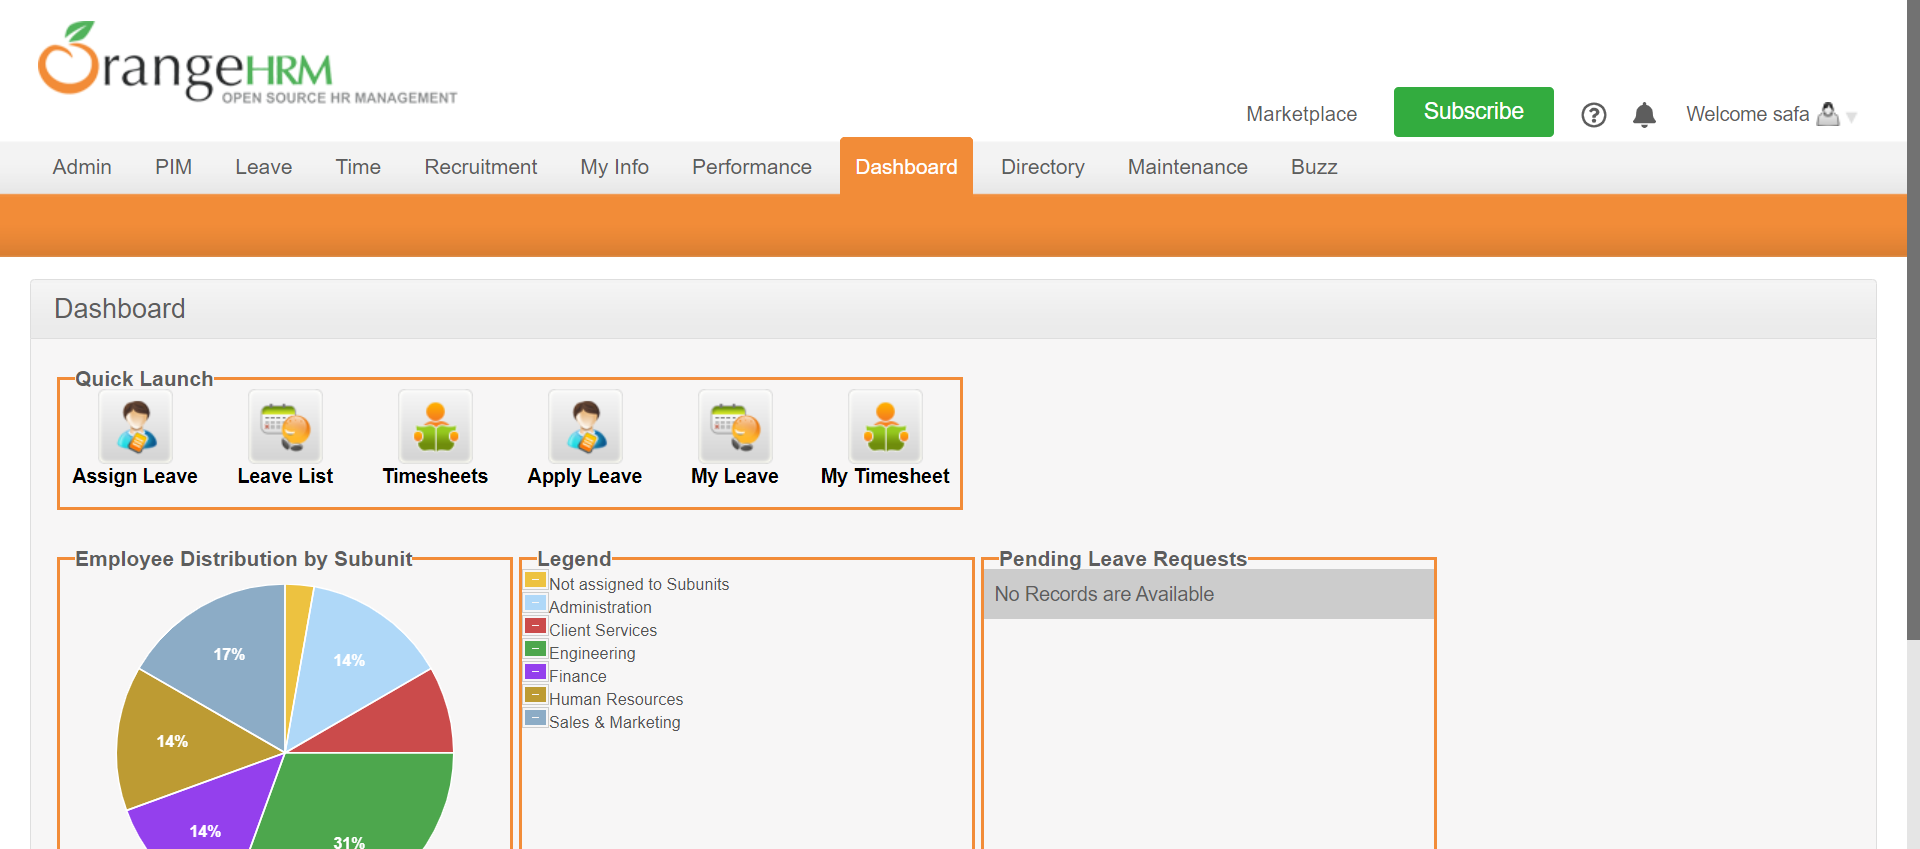 OrangeHRM
OPEN SOURCE HR MANAGEMENT
Marketplace
Subscribe
?
Welcome safa
Admin PIM Leave Time Recruitment My Info Performance Dashboard Directory Maintenance Buzz
Dashboard
Quick Launch
Assign Leave Leave List Timesheets Apply Leave My Leave My Timesheet
Employee Distribution by Subunit
17%
14%
14%
14%
31%
Legend
Not assigned to Subunits
Administration
Client Services
Engineering
Finance
Human Resources
Sales & Marketing
Pending Leave Requests
No Records are Available